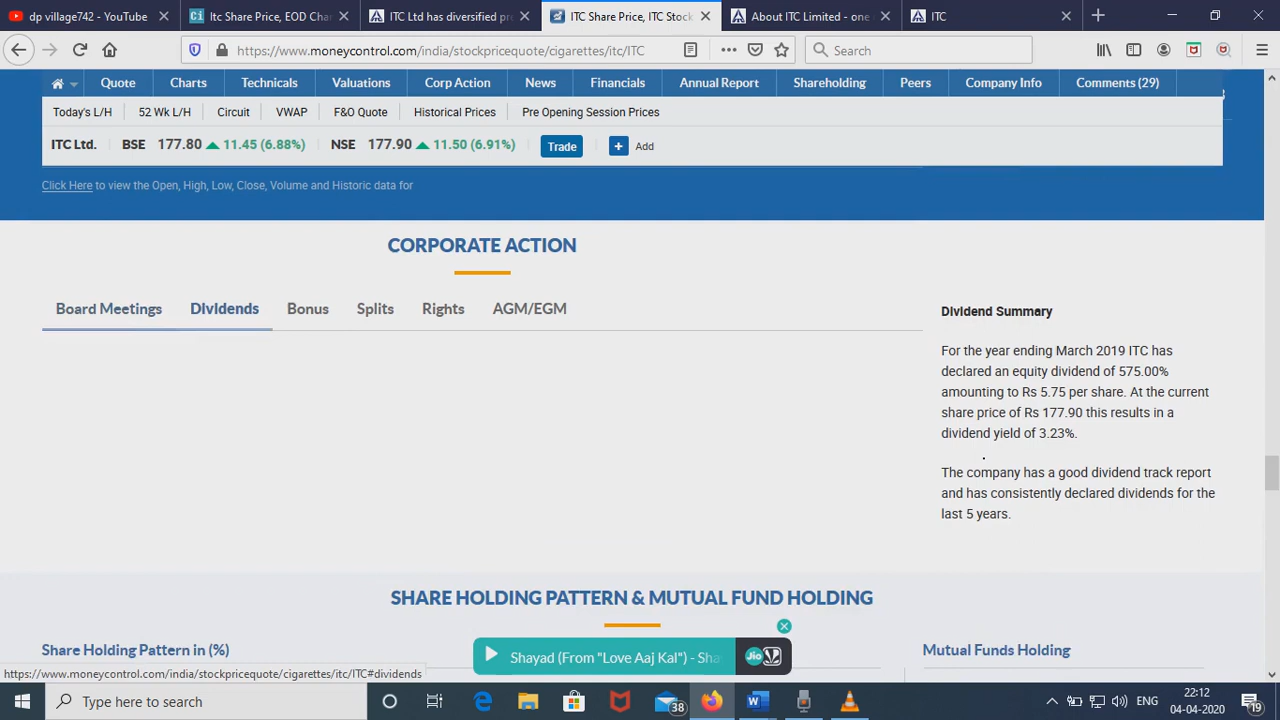 dp village742 - YouTube
Itc Share Price, EOD Cha
ITC Ltd has diversified pr
ITC Share Price, ITC Stock
About ITC Limited - one
ITC
https://www.moneycontrol.com/india/stockpricequote/cigarettes/itc/ITC
Search
Quote Charts Technicals Valuations Corp Action News Financials Annual Report Shareholding Peers Company Info Comments (29)
Today's L/H 52 Wk L/H Circuit VWAP F&O Quote Historical Prices Pre Opening Session Prices
ITC Ltd. BSE 177.80 11.45 (6.88%) NSE 177.90 11.50 (6.91%) Trade + Add
Click Here to view the Open, High, Low, Close, Volume and Historic data for
CORPORATE ACTION
Board Meetings Dividends Bonus Splits Rights AGM/EGM
Dividend Summary
For the year ending March 2019 ITC has
declared an equity dividend of 575.00%
amounting to Rs 5.75 per share. At the current
share price of Rs 177.90 this results in a
dividend yield of 3.23%.
The company has a good dividend track report
and has consistently declared dividends for the
last 5 years.
SHARE HOLDING PATTERN & MUTUAL FUND HOLDING
Share Holding Pattern in (%)
Mutual Funds Holding
Shayad (From "Love Aaj Kal") - Sha
Jio
https://www.moneycontrol.com/india/stockpricequote/cigarettes/itc/ITC#dividends
Type here to search
38
ENG
22:12
04-04-2020
19